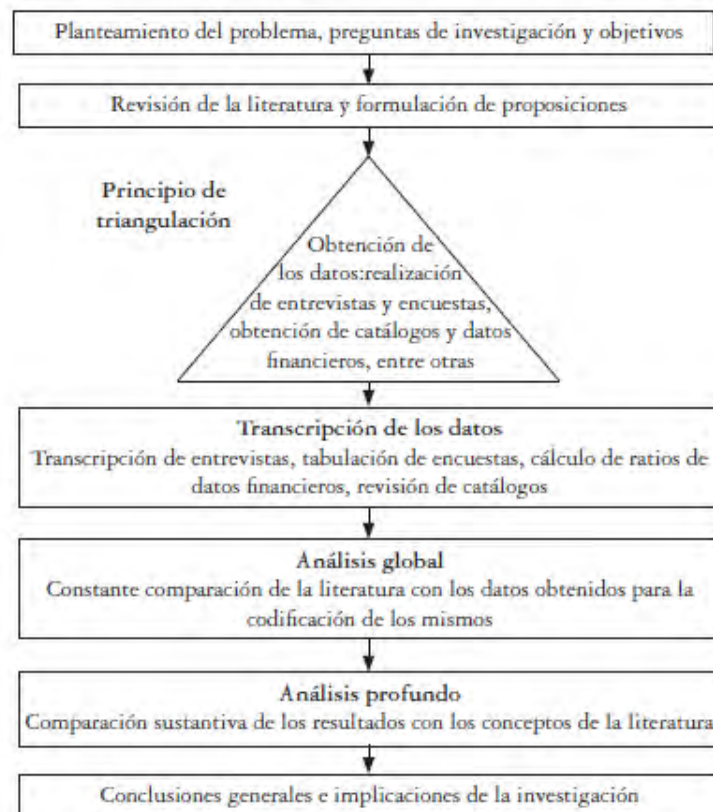 Planteamiento del problema, preguntas de investigación y objetivos
Revisión de la literatura y formulación de proposiciones
Principio de
triangulación
Obtención de
los datos:realización
de entrevistas y encuestas,
obtención de catálogos y datos
financieros, entre otras
Transcripción de los datos
Transcripción de entrevistas, tabulación de encuestas, cálculo de ratios de
datos financieros, revisión de catálogos
Análisis global
Constante comparación de la literatura con los datos obtenidos para la
codificación de los mismos
Análisis profundo
Comparación sustantiva de los resultados con los conceptos de la literatura
Conclusiones generales e implicaciones de la investigación